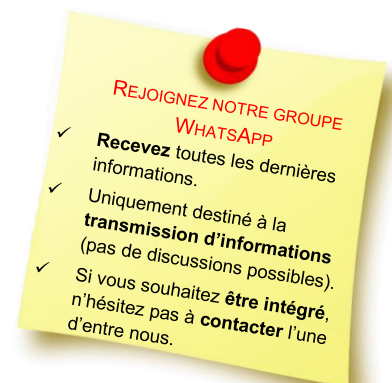 REJOIGNEZ NOTRE GROUPE
WHATSAPP
✓ Recevez toutes les dernières
informations.
✓ Uniquement destiné à la
transmission d’informations
(pas de discussions possibles).
✓ Si vous souhaitez être intégré,
n’hésitez pas à contacter l’une
d’entre nous.